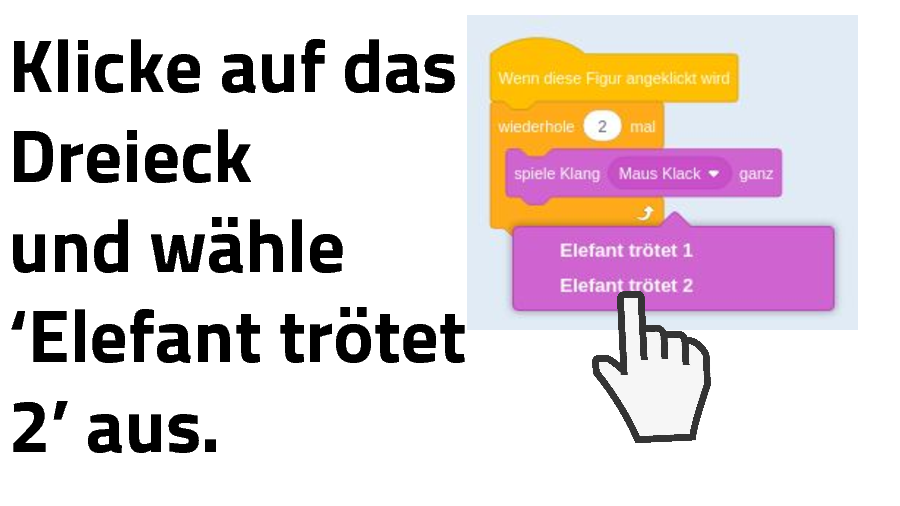 Klicke auf das
Dreieck
und wähle
‘Elefant trötet
2’ aus.
Wenn diese Figur angeklickt wird
wiederhole 2 mal
spiele Klang Maus Klack ganz
Elefant trötet 1
Elefant trötet 2